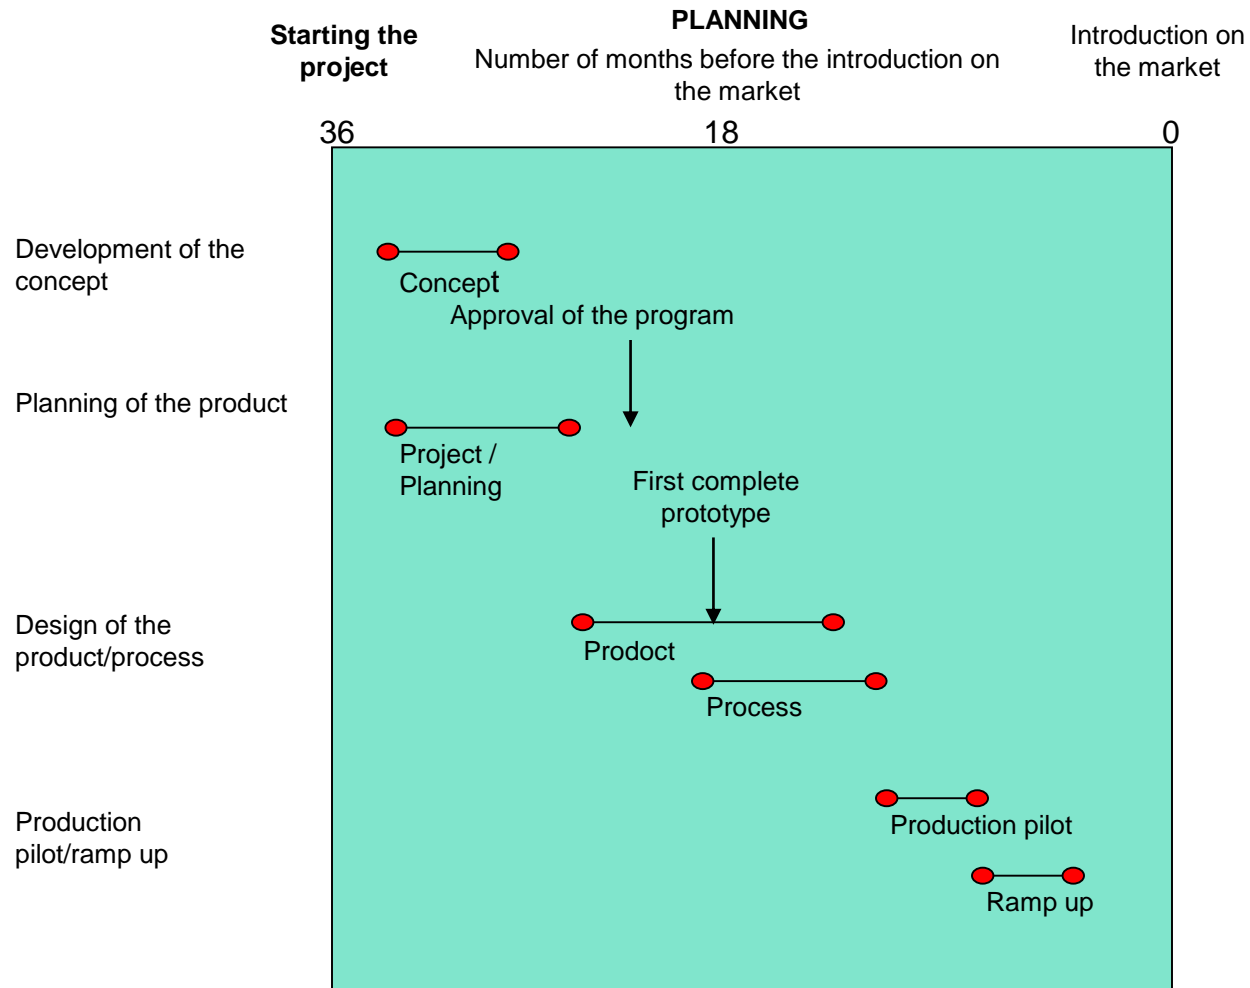 PLANNING
Starting the
project
Number of months before the introduction on
the market
Introduction on
the market
36
18
0
Development of the
concept
Concept
Approval of the program
Planning of the product
Project /
Planning
First complete
prototype
Design of the
product/process
Prodoct
Process
Production
pilot/ramp up
Production pilot
Ramp up